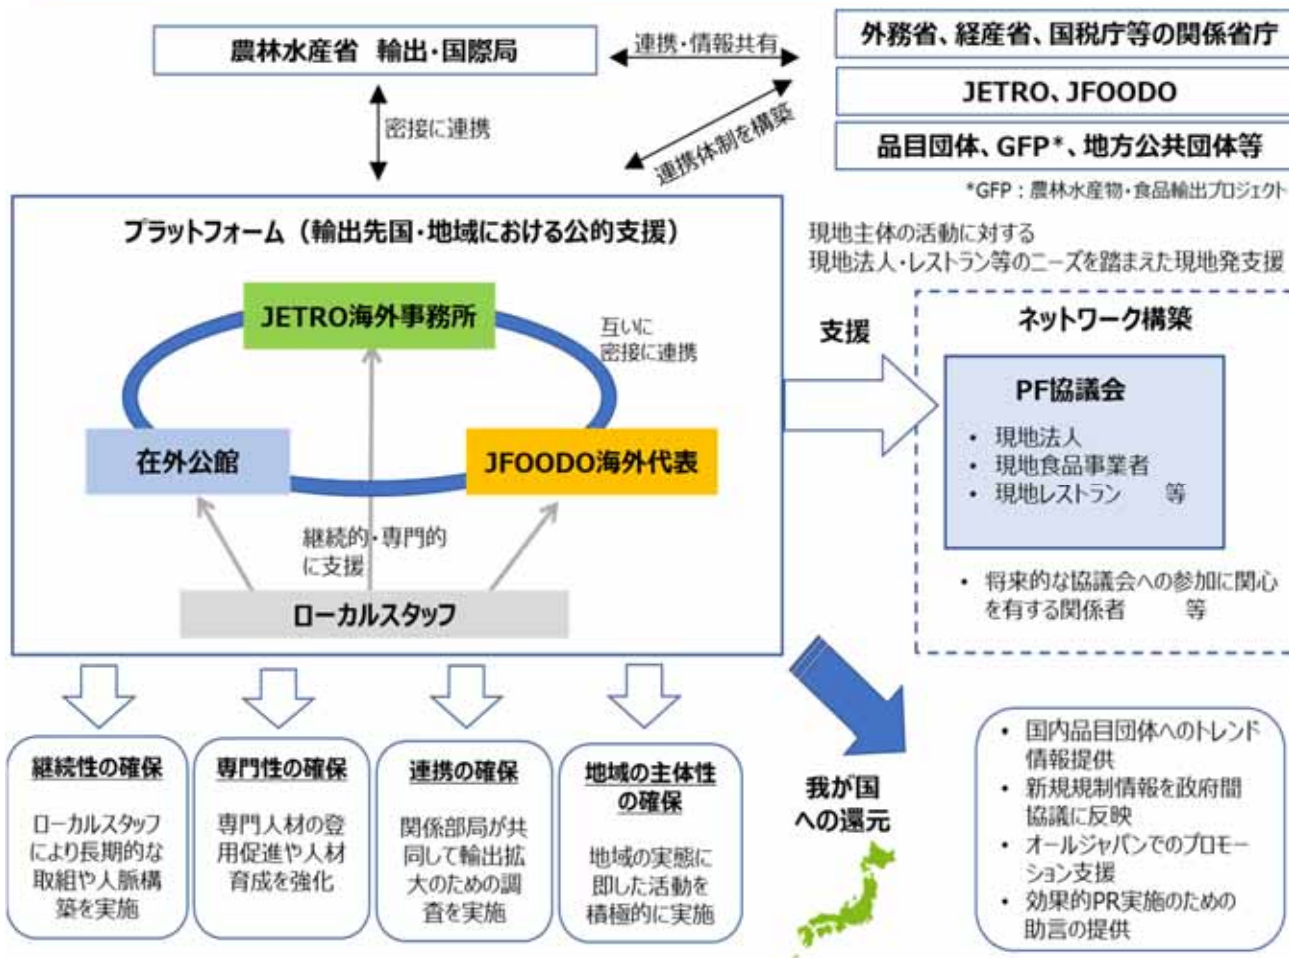 農林水産省 輸出・国際局
連携・情報共有
外務省、経産省、国税庁等の関係省庁
JETRO、JFOODO
品目団体、GFP*、地方公共団体等
*GFP：農林水産物・食品輸出プロジェクト
密接に連携
連携体制を構築
プラットフォーム（輸出先国・地域における公的支援）
JETRO海外事務所
互いに
密接に連携
在外公館
JFOODO海外代表
継続的・専門的
に支援
ローカルスタッフ
現地主体の活動に対する
現地法人・レストラン等のニーズを踏まえた現地発支援
支援
ネットワーク構築
PF協議会
• 現地法人
• 現地食品事業者
• 現地レストラン 等
• 将来的な協議会への参加に関心
を有する関係者 等
継続性の確保
ローカルスタッフ
により長期的な
取組や人脈構
築を実施
専門性の確保
専門人材の登
用促進や人材
育成を強化
連携の確保
関係部局が共
同して輸出拡
大のための調
査を実施
地域の主体性
の確保
地域の実態に
即した活動を
積極的に実施
我が国
への還元
• 国内品目団体へのトレンド
情報提供
• 新規規制情報を政府間
協議に反映
• オールジャパンでのプロモー
ション支援
• 効果的PR実施のための
助言の提供